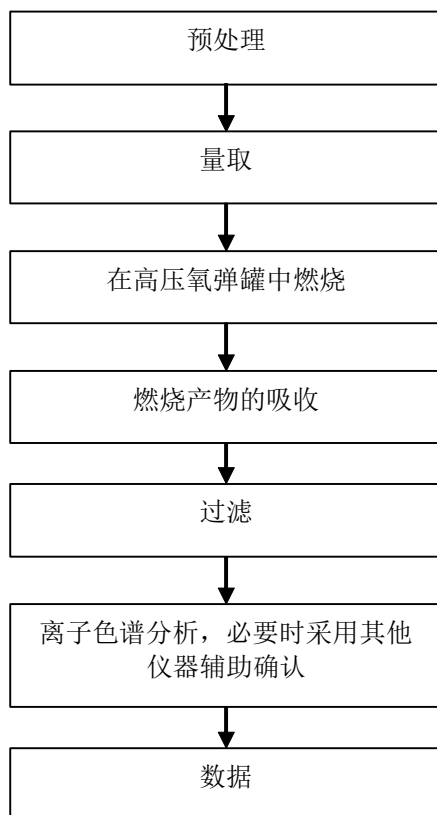 预处理
量取
在高压氧弹罐中燃烧
燃烧产物的吸收
过滤
离子色谱分析，必要时采用其他
仪器辅助确认
数据